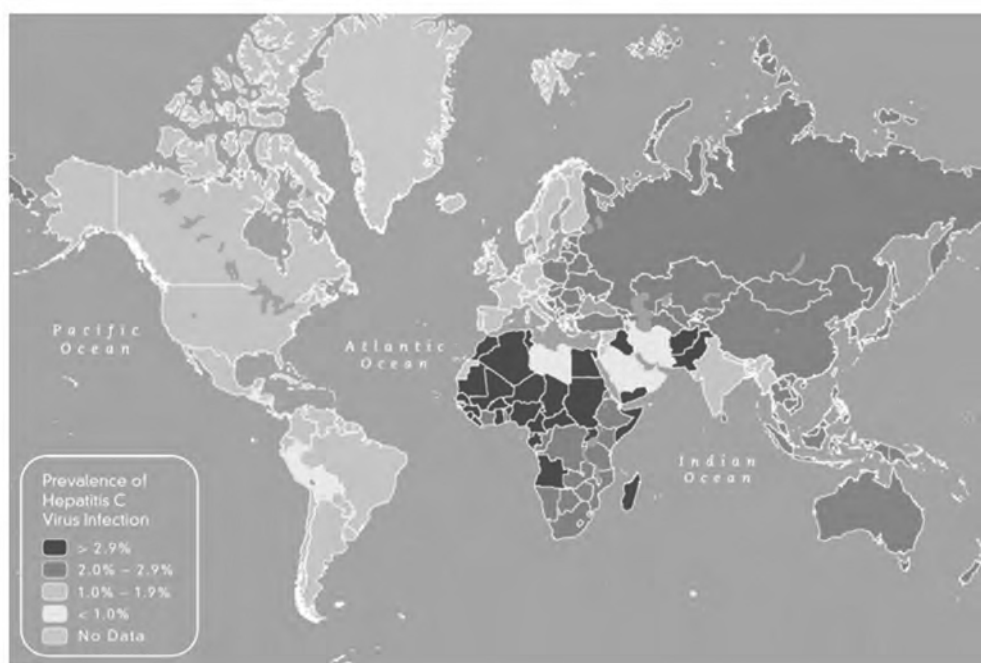 Pacific
Ocean
Atlantic
Ocean
Indian
Ocean
Prevalence of
Hepatitis C
Virus Infection
> 2.9%
2.0% – 2.9%
1.0% – 1.9%
< 1.0%
No Data